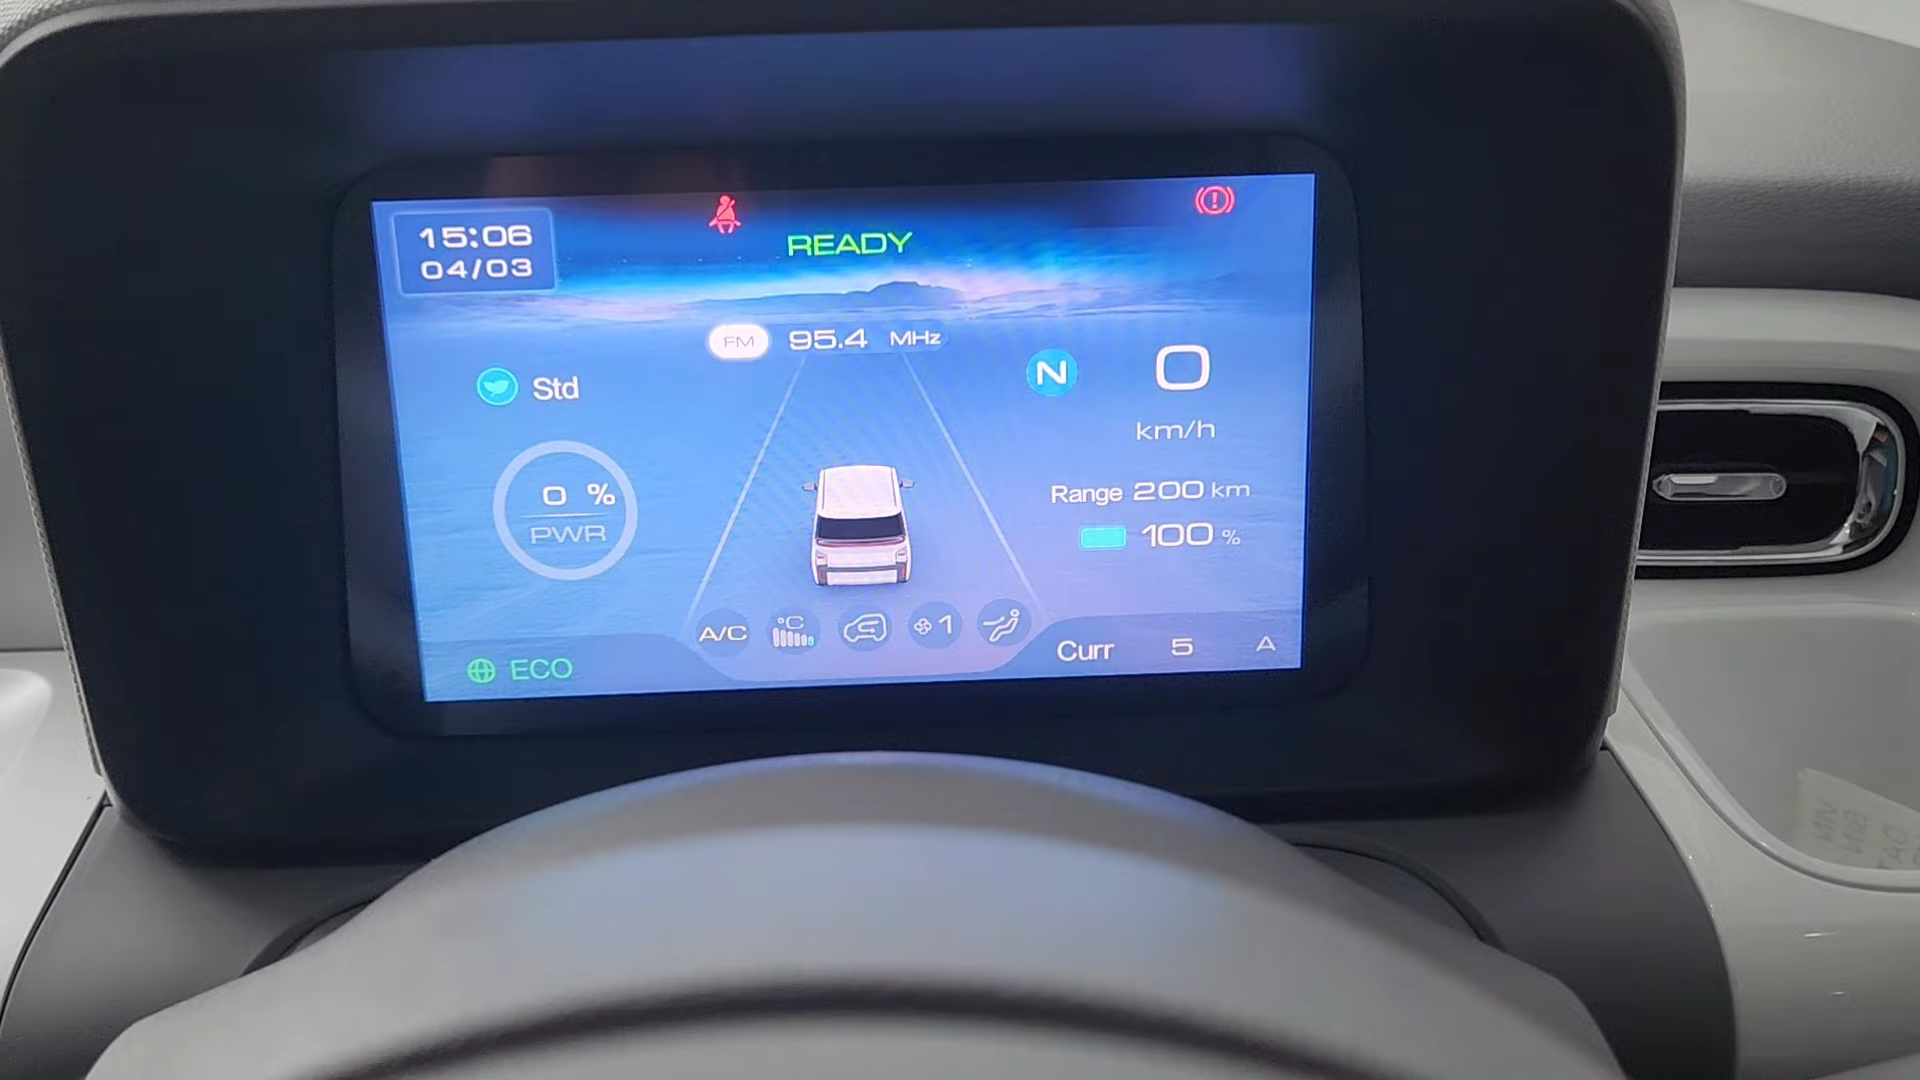 15:06
04/03
READY
FM 95.4 MHz
Std
N
0
km/h
0 %
PWR
Range 200 km
100 %
A/C
°C
1
Curr 5 A
ECO